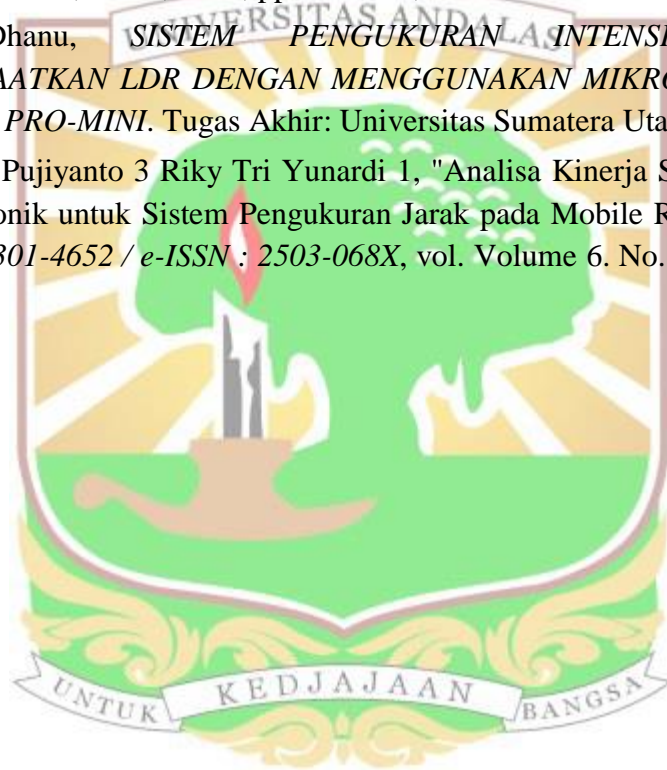 UNIVERSITAS ANDALAS
Dhanu, SISTEM PENGUKURAN INTENSI
AATKAN LDR DENGAN MENGGUNAKAN
PRO-MINI. Tugas Akhir: Universitas Sumatera Uta
Pujiyanto 3 Riky Tri Yunardi 1, "Analisa Kinerja S
onik untuk Sistem Pengukuran Jarak pada Mobile R
301-4652 / e-ISSN : 2503-068X, vol. Volume 6. No.
UNTUK KEDJAJAAN BANGSA